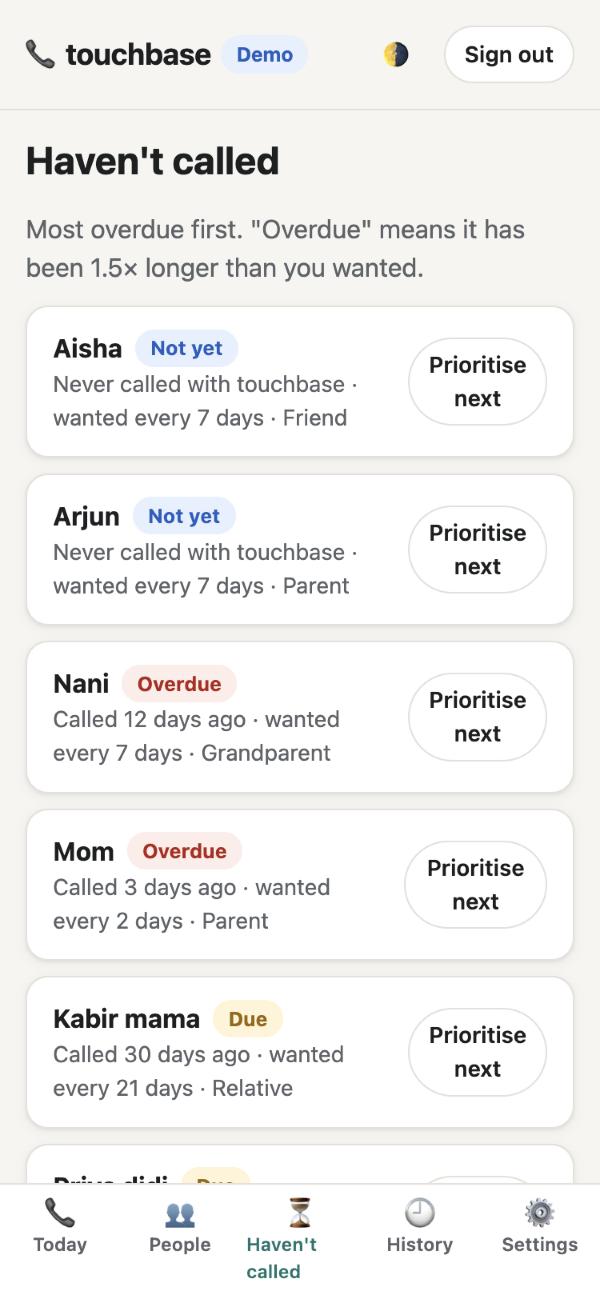 touchbase Demo Sign out
Haven't called
Most overdue first. "Overdue" means it has
been 1.5× longer than you wanted.
Aisha Not yet
Never called with touchbase ·
wanted every 7 days · Friend
Prioritise
next
Arjun Not yet
Never called with touchbase ·
wanted every 7 days · Parent
Prioritise
next
Nani Overdue
Called 12 days ago · wanted
every 7 days · Grandparent
Prioritise
next
Mom Overdue
Called 3 days ago · wanted
every 2 days · Parent
Prioritise
next
Kabir mama Due
Called 30 days ago · wanted
every 21 days · Relative
Prioritise
next
Priya didi Due
Today
People
Haven't
called
History
Settings